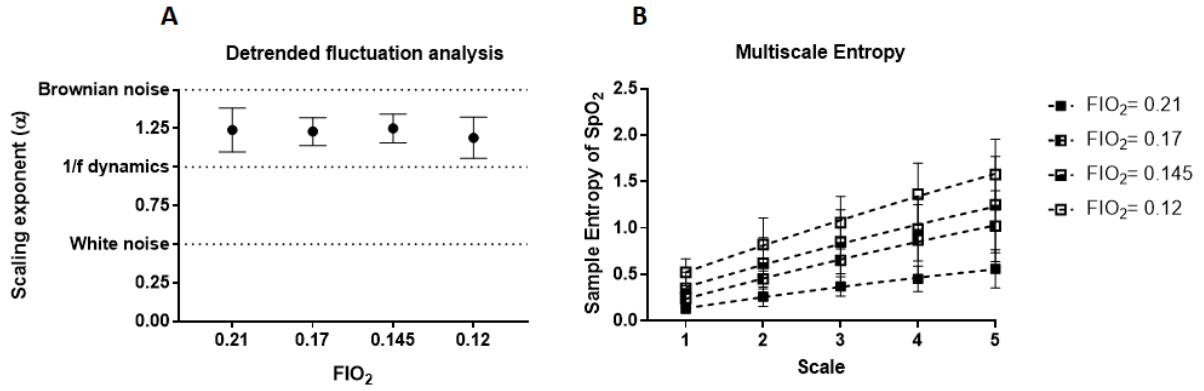 A
Detrended fluctuation analysis
Scaling exponent (α)
Brownian noise
1.25
1/f dynamics
0.75
White noise
0.25
0.00
0.21 0.17 0.145 0.12
FIO2
B
Multiscale Entropy
Sample Entropy of SpO2
2.5
2.0
1.5
1.0
0.5
0.0
1 2 3 4 5
Scale
FIO2= 0.21
FIO2= 0.17
FIO2= 0.145
FIO2= 0.12